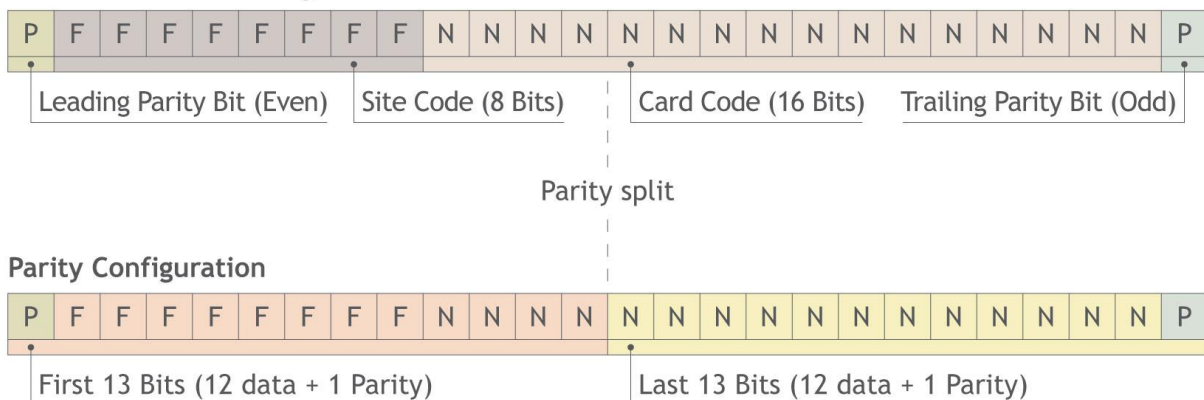 P F F F F F F F F N N N N N N N N N N N N N N N N P
Leading Parity Bit (Even) Site Code (8 Bits) Card Code (16 Bits) Trailing Parity Bit (Odd)
Parity split
Parity Configuration
P F F F F F F F F N N N N N N N N N N N N N N N N P
First 13 Bits (12 data + 1 Parity) Last 13 Bits (12 data + 1 Parity)